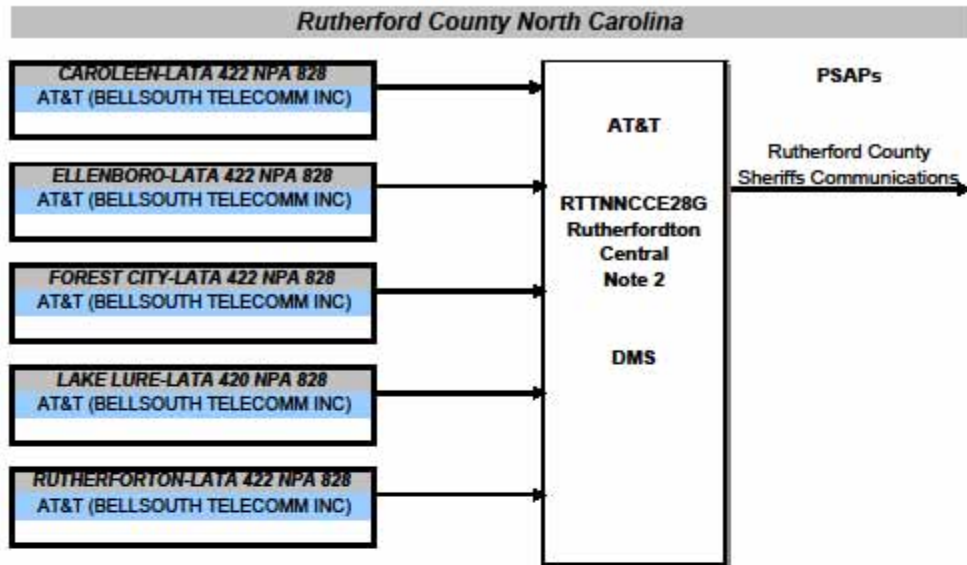 Rutherford County North Carolina
CAROLEEN-LATA 422 NPA 828
AT&T (BELLSOUTH TELECOMM INC)
ELLENBORO-LATA 422 NPA 828
AT&T (BELLSOUTH TELECOMM INC)
FOREST CITY-LATA 422 NPA 828
AT&T (BELLSOUTH TELECOMM INC)
LAKE LURE-LATA 420 NPA 828
AT&T (BELLSOUTH TELECOMM INC)
RUTHERFORTON-LATA 422 NPA 828
AT&T (BELLSOUTH TELECOMM INC)
AT&T
RTTNNCCE28G
Rutherfordton
Central
Note 2
DMS
PSAPs
Rutherford County
Sheriffs Communications